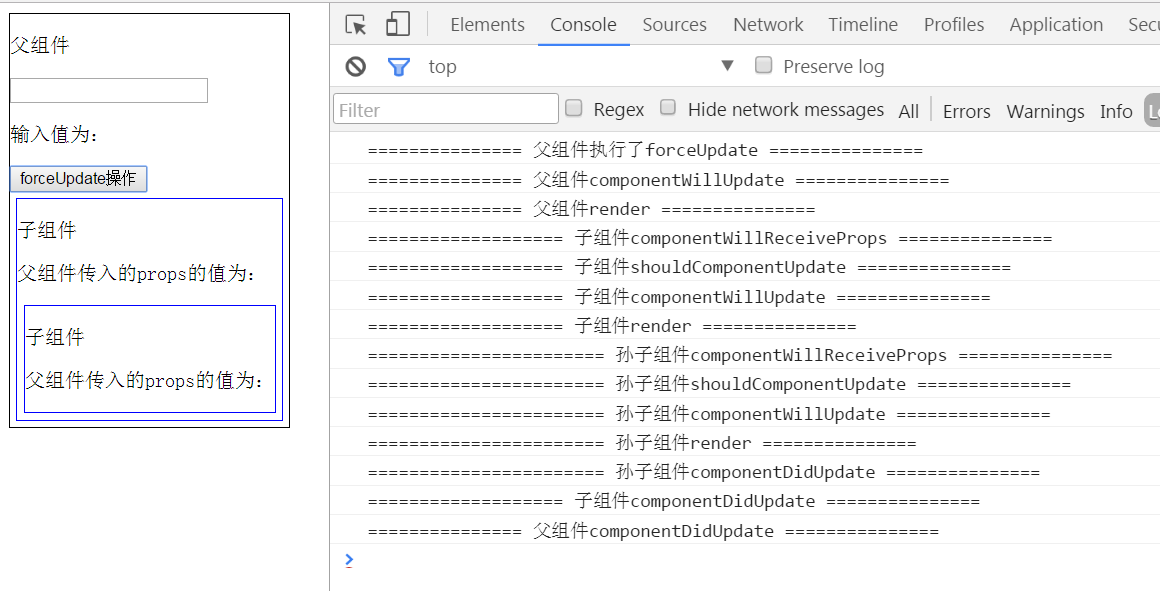 父组件
输入值为:
forceUpdate操作
子组件
父组件传入的props的值为:
子组件
父组件传入的props的值为:
Elements Console Sources Network Timeline Profiles Application Sec
top Preserve log
Filter Regex Hide network messages All Errors Warnings Info L
=============== 父组件执行了forceUpdate ===============
=============== 父组件componentWillUpdate ===============
=============== 父组件render ===============
=================== 子组件componentWillReceiveProps ===============
=================== 子组件shouldComponentUpdate ===============
=================== 子组件componentWillUpdate ===============
=================== 子组件render ===============
======================= 孙子组件componentWillReceiveProps ===============
======================= 孙子组件shouldComponentUpdate ===============
======================= 孙子组件componentWillUpdate ===============
======================= 孙子组件render ===============
======================= 孙子组件componentDidUpdate ===============
=================== 子组件componentDidUpdate ===============
=============== 父组件componentDidUpdate ===============